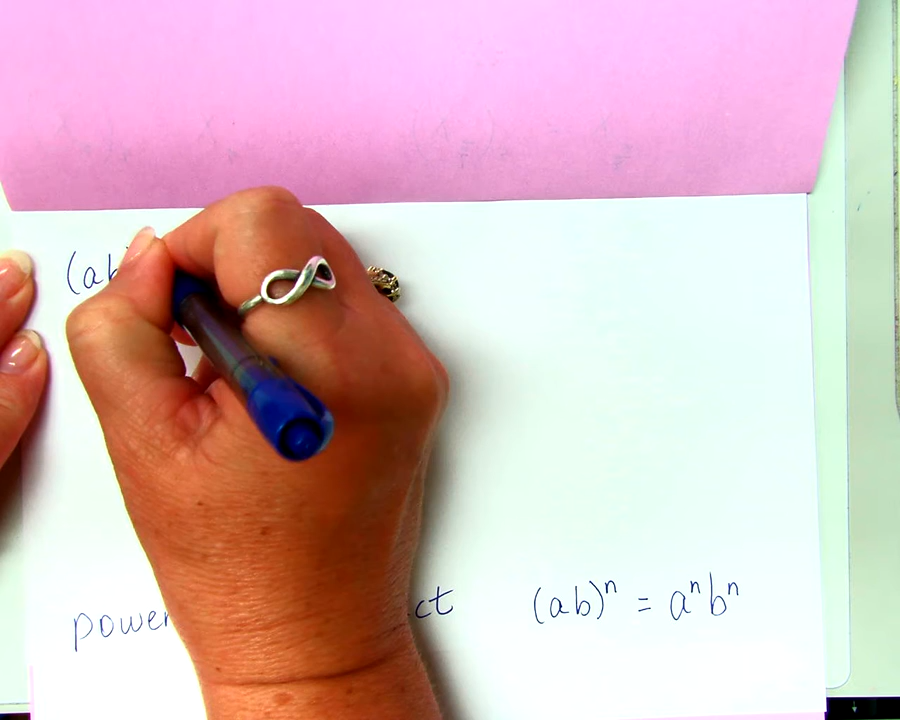 (ab
power ct (ab)ⁿ = aⁿbⁿ